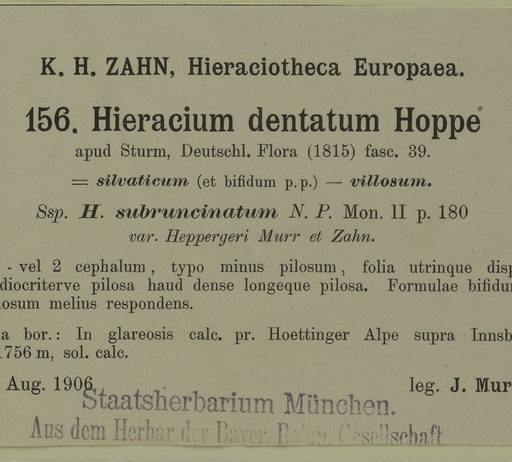 K. H. ZAHN, Hieraciotheca Europaea.
156. Hieracium dentatum Hoppe
apud Sturm, Deutschl. Flora (1815) fasc. 39.
= silvaticum (et bifidum p. p.) — villosum.
Ssp. H. subruncinatum N. P. Mon. II p. 180
var. Heppergeri Murr et Zahn.
- vel 2 cephalum, typo minus pilosum, folia utrinque disp
diocriterve pilosa haud dense longeque pilosa. Formulae bifidu
osum melius respondens.
a bor.: In glareosis calc. pr. Hoettinger Alpe supra Innsb
1756 m, sol. calc.
Aug. 1906. leg. J. Mur
Staatsherbarium München.
Aus dem Herbar der Bayer. Botan. Gesellschaft